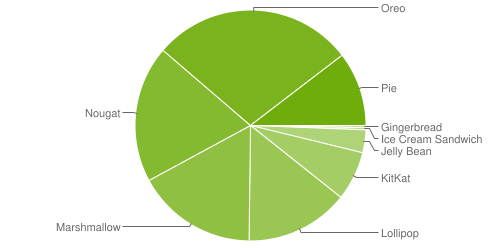 Oreo
Pie
Gingerbread
Ice Cream Sandwich
Jelly Bean
KitKat
Lollipop
Marshmallow
Nougat